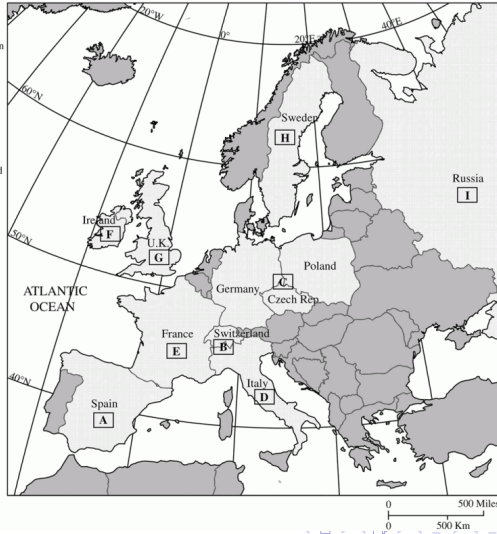 20°W
0°
20°E
40°E
60°N
Sweden
H
Russia
I
Ireland
F
U.K.
G
50°N
Poland
C
Germany
Czech Rep.
ATLANTIC
OCEAN
France
E
Switzerland
B
40°N
Italy
D
Spain
A
0
500 Miles
0
500 Km